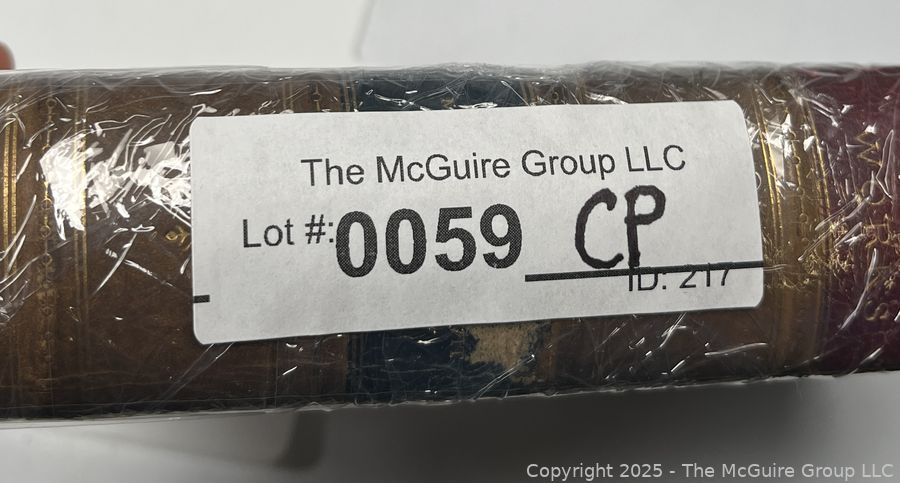 The McGuire Group LLC
Lot #: 0059 CP
ID: 217
Copyright 2025 - The McGuire Group LLC